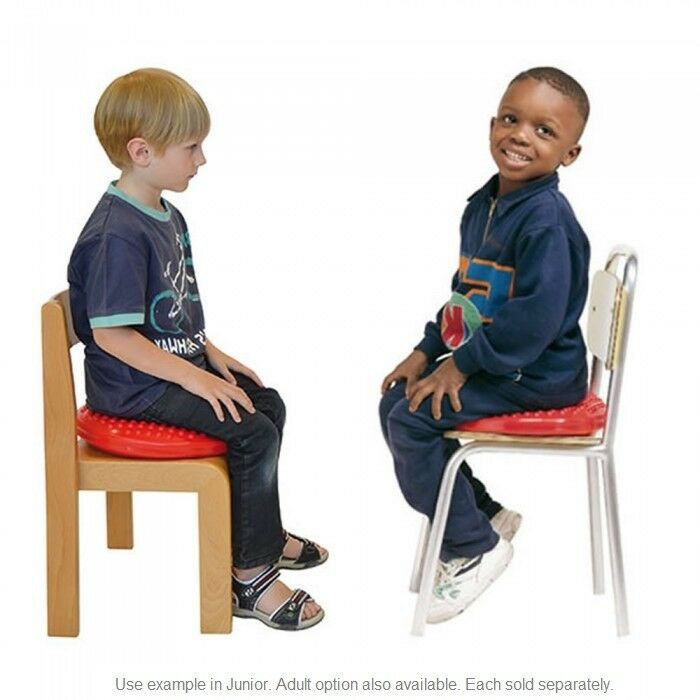 Use example in Junior. Adult option also available. Each sold separately.